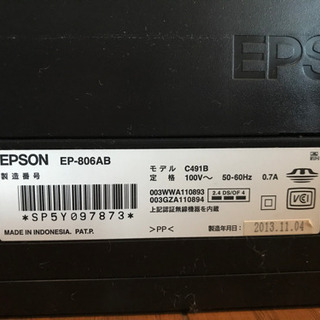 EPS
EPSON EP-806AB
製造番号
*SP5Y097873*
MADE IN INDONESIA. PAT.P.
モデル C491B
定格 100V～ 50-60Hz 0.7A
003WWA110893
003GZA110894
2.4 DS/OF 4
上記認証無線機器を内蔵
>PP<
製造年月日: 2013.11.04
VCI